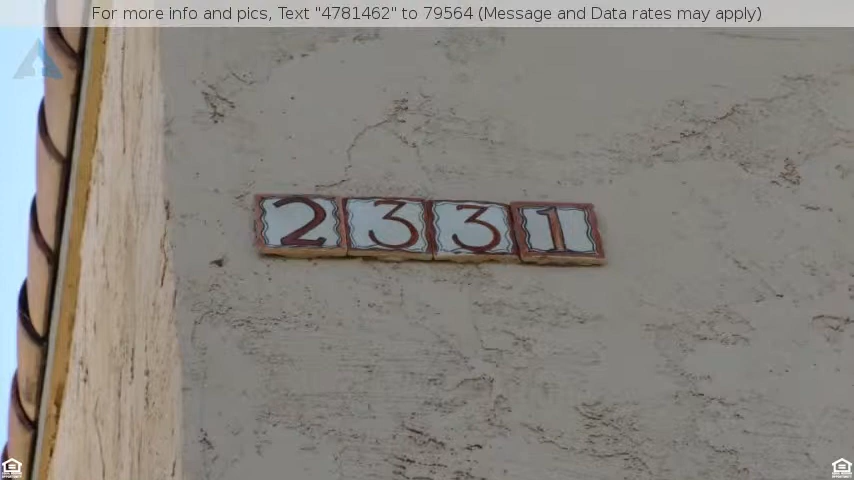 For more info and pics, Text "4781462" to 79564 (Message and Data rates may apply)
2331